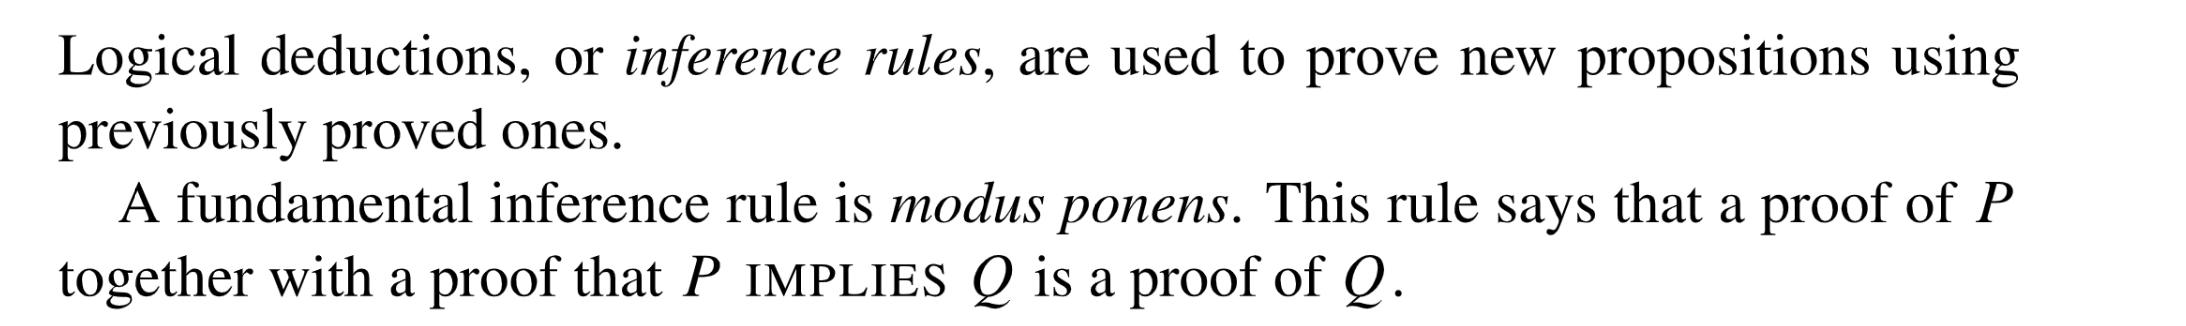 Logical deductions, or inference rules, are used to prove new propositions using
previously proved ones.
A fundamental inference rule is modus ponens. This rule says that a proof of P
together with a proof that P IMPLIES Q is a proof of Q.